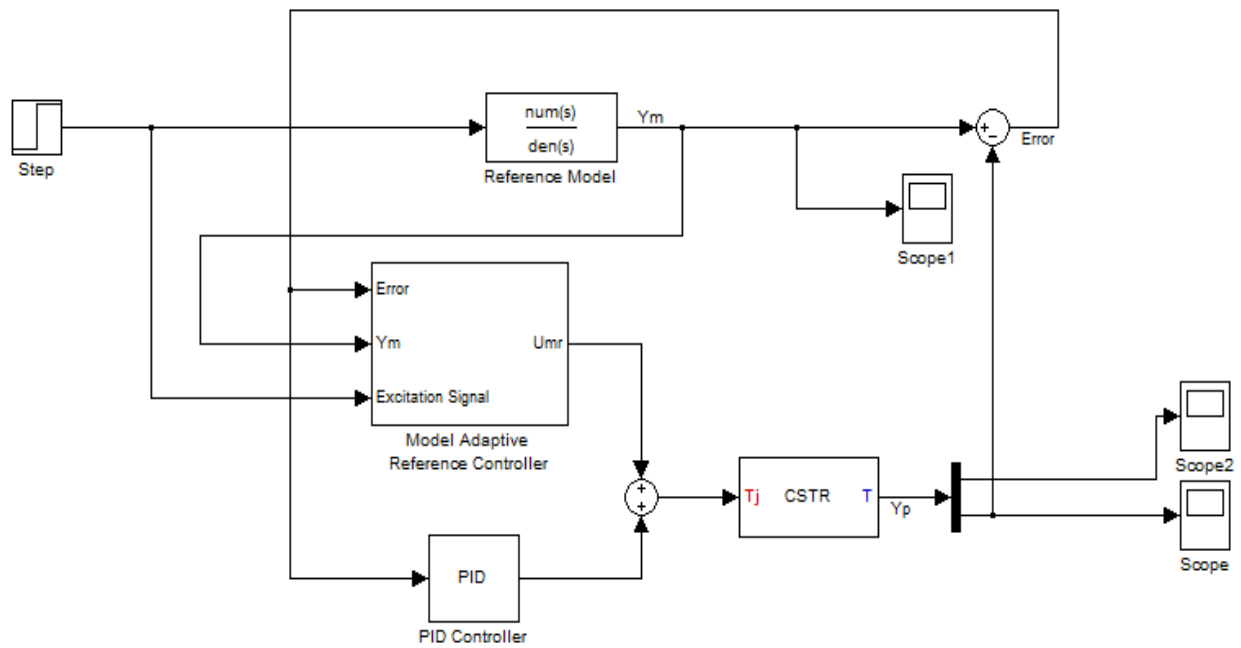 Step
num(s)
den(s)
Reference Model
Ym
+
−
Error
Scope1
Error
Ym
Excitation Signal
Umr
Model Adaptive
Reference Controller
+
+
Tj
CSTR
T
Yp
Scope2
Scope
PID
PID Controller